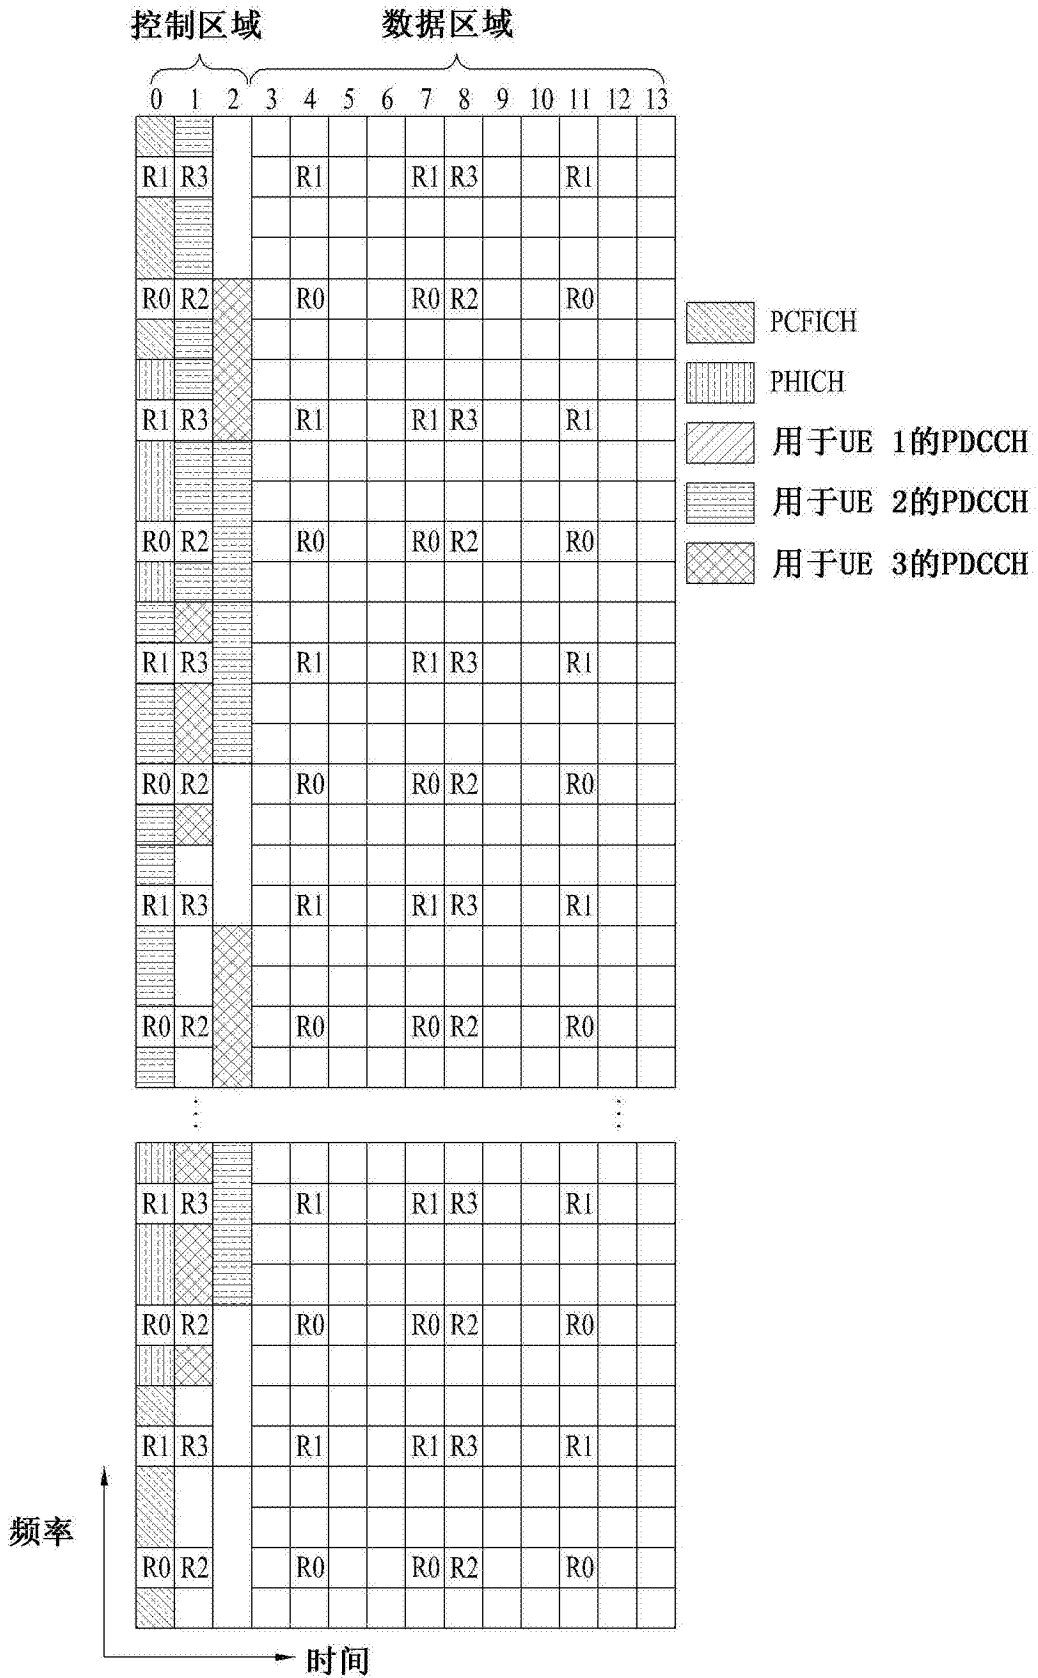 控制区域 数据区域
0 1 2 3 4 5 6 7 8 9 10 11 12 13
R1 R3 R1 R1 R3 R1
R0 R2 R0 R0 R2 R0
PCFICH
PHICH
R1 R3 R1 R1 R3 R1
用于UE 1的PDCCH
用于UE 2的PDCCH
R0 R2 R0 R0 R2 R0
用于UE 3的PDCCH
R1 R3 R1 R1 R3 R1
R0 R2 R0 R0 R2 R0
R1 R3 R1 R1 R3 R1
R0 R2 R0 R0 R2 R0
R1 R3 R1 R1 R3 R1
R0 R2 R0 R0 R2 R0
R1 R3 R1 R1 R3 R1
频率
R0 R2 R0 R0 R2 R0
时间